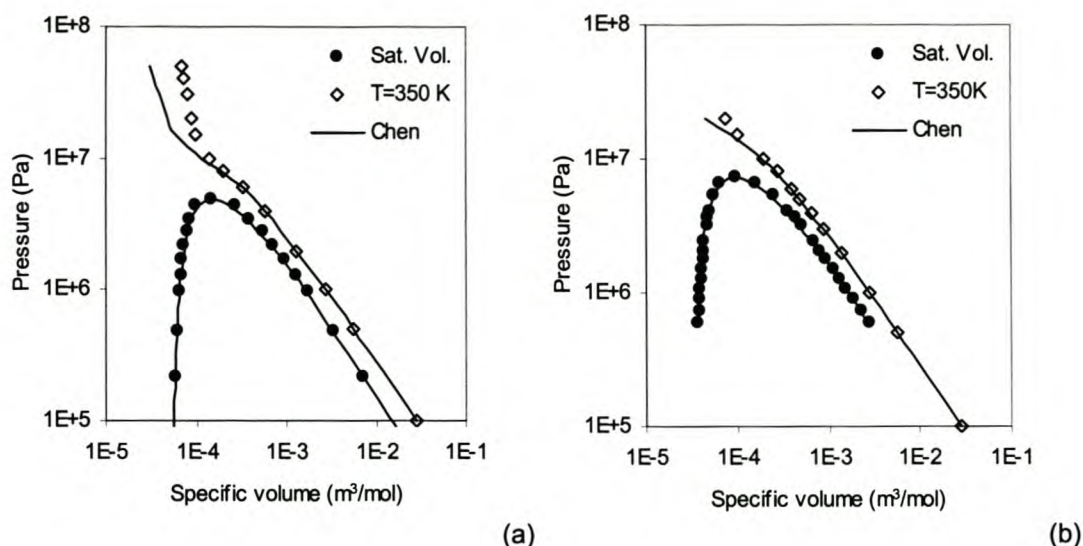 1E+8
1E+7
1E+6
1E+5
Pressure (Pa)
Sat. Vol.
T=350 K
Chen
1E-5 1E-4 1E-3 1E-2 1E-1
Specific volume (m³/mol)
(a)
1E+8
1E+7
1E+6
1E+5
Pressure (Pa)
Sat. Vol.
T=350K
Chen
1E-5 1E-4 1E-3 1E-2 1E-1
Specific volume (m³/mol)
(b)